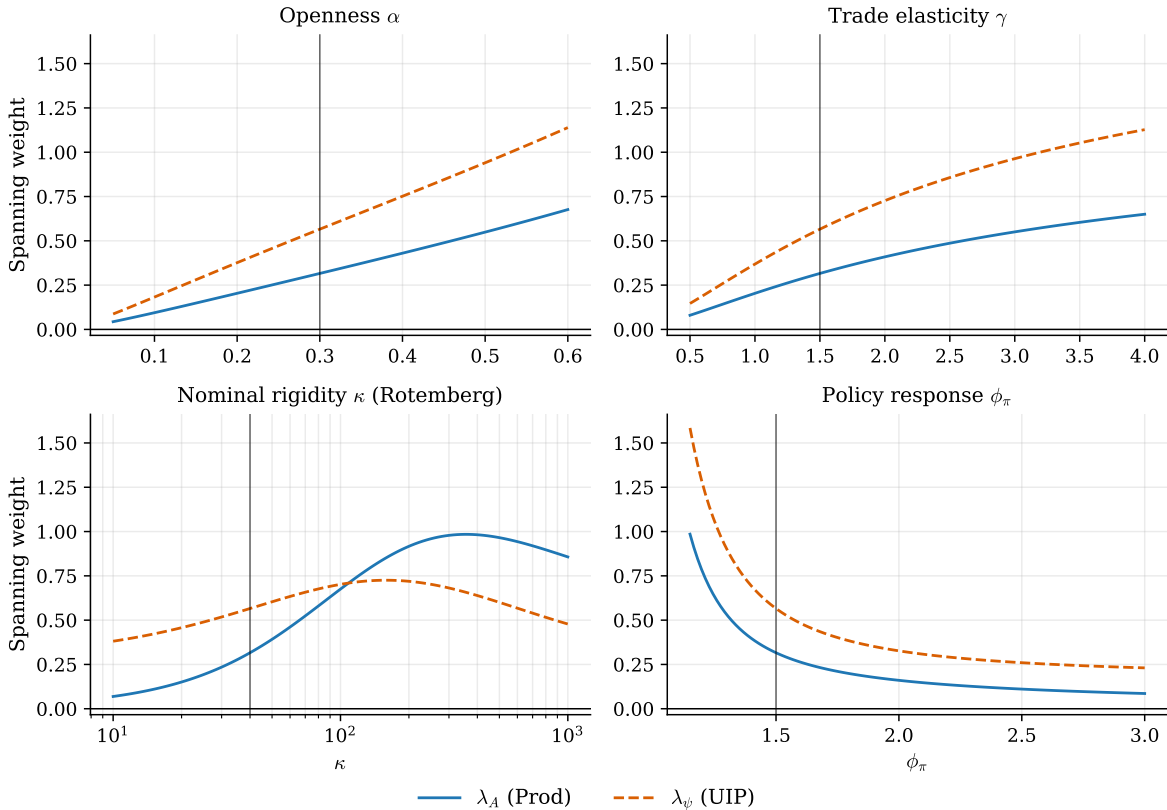 Openness α
Spanning weight
1.50
1.25
1.00
0.75
0.50
0.25
0.00
0.1 0.2 0.3 0.4 0.5 0.6
Trade elasticity γ
1.50
1.25
1.00
0.75
0.50
0.25
0.00
0.5 1.0 1.5 2.0 2.5 3.0 3.5 4.0
Nominal rigidity κ (Rotemberg)
Spanning weight
1.50
1.25
1.00
0.75
0.50
0.25
0.00
10¹ 10² 10³
κ
Policy response ϕ_π
1.50
1.25
1.00
0.75
0.50
0.25
0.00
1.5 2.0 2.5 3.0
ϕ_π
λ_A (Prod) λ_ψ (UIP)